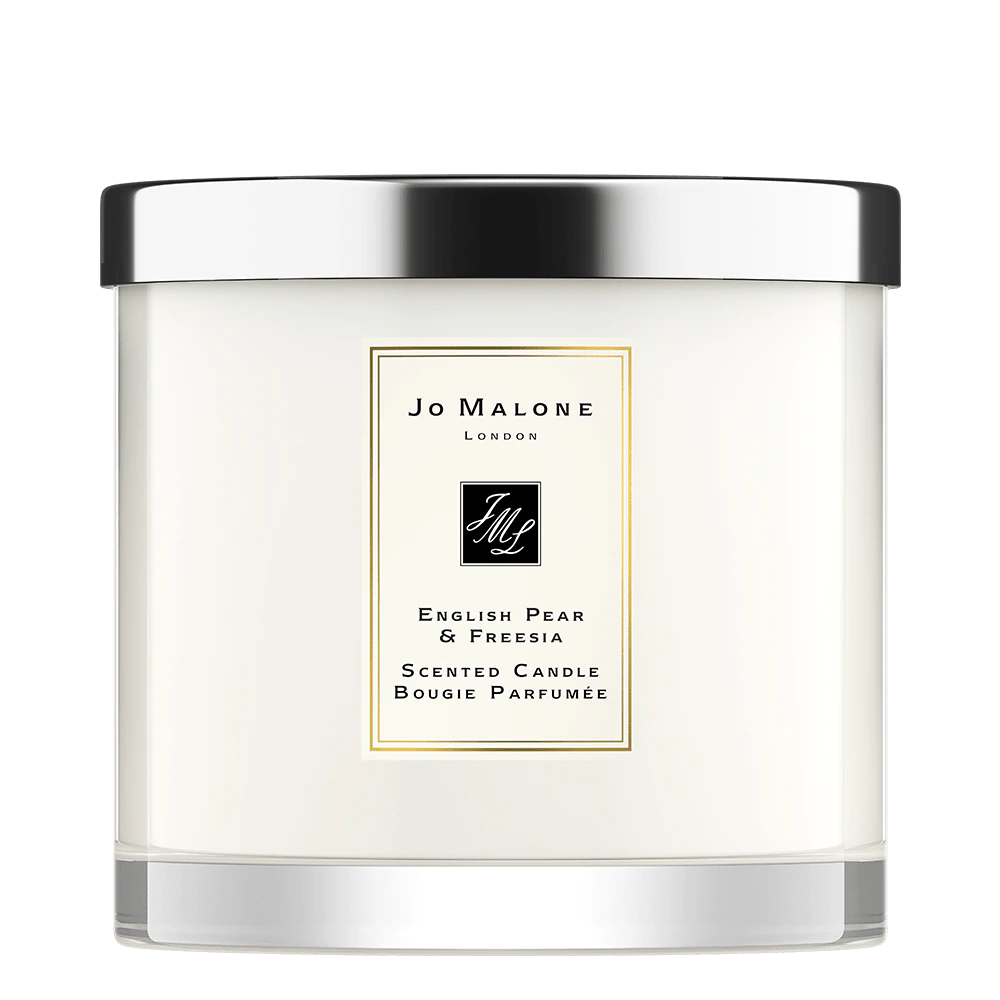 Jo Malone
London
JML
English Pear
& Freesia
Scented Candle
Bougie Parfumée